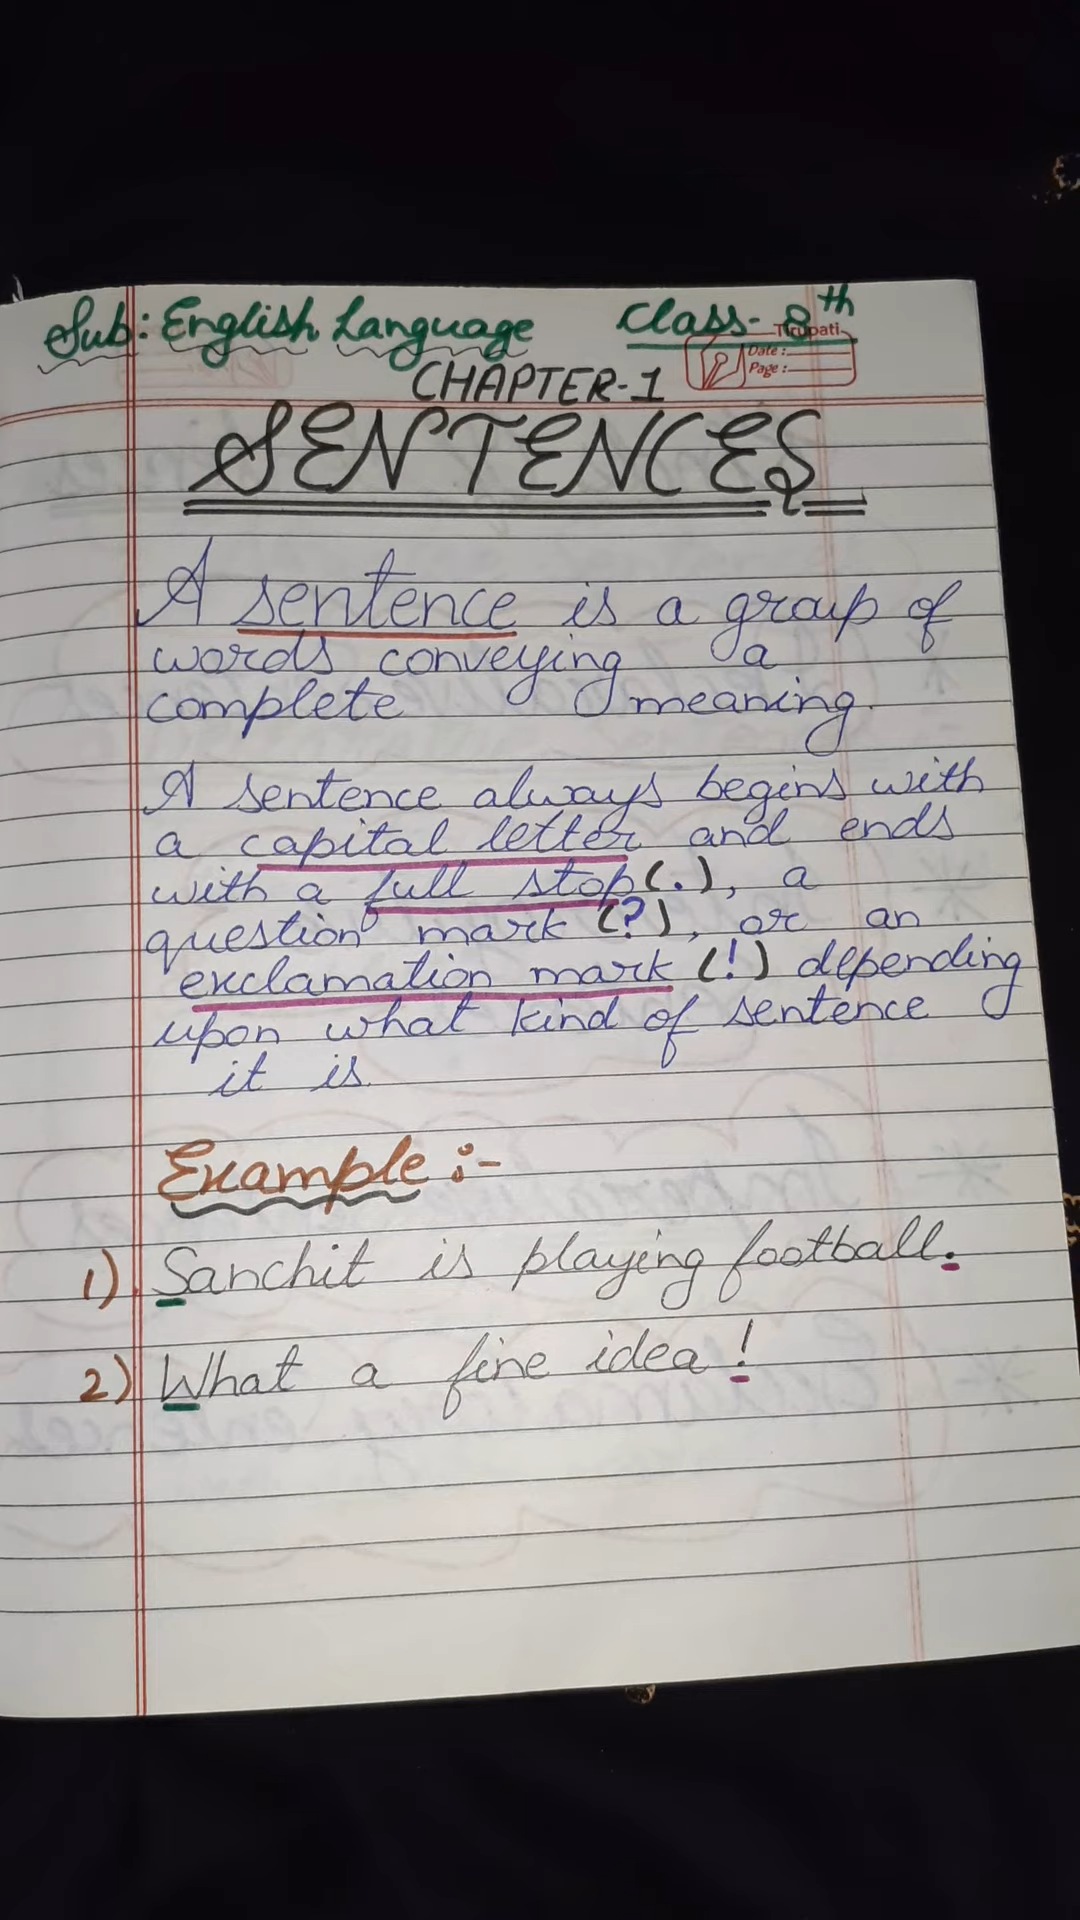 Sub: English Language Class- 8th
Tirupati
Date:
Page:
CHAPTER-1
SENTENCES
A sentence is a group of
words conveying a
complete meaning.
A sentence always begins with
a capital letter and ends
with a full stop(.), a
question mark (?), or an
exclamation mark (!) depending
upon what kind of sentence
it is.
Example :-
1) Sanchit is playing football.
2) What a fine idea!